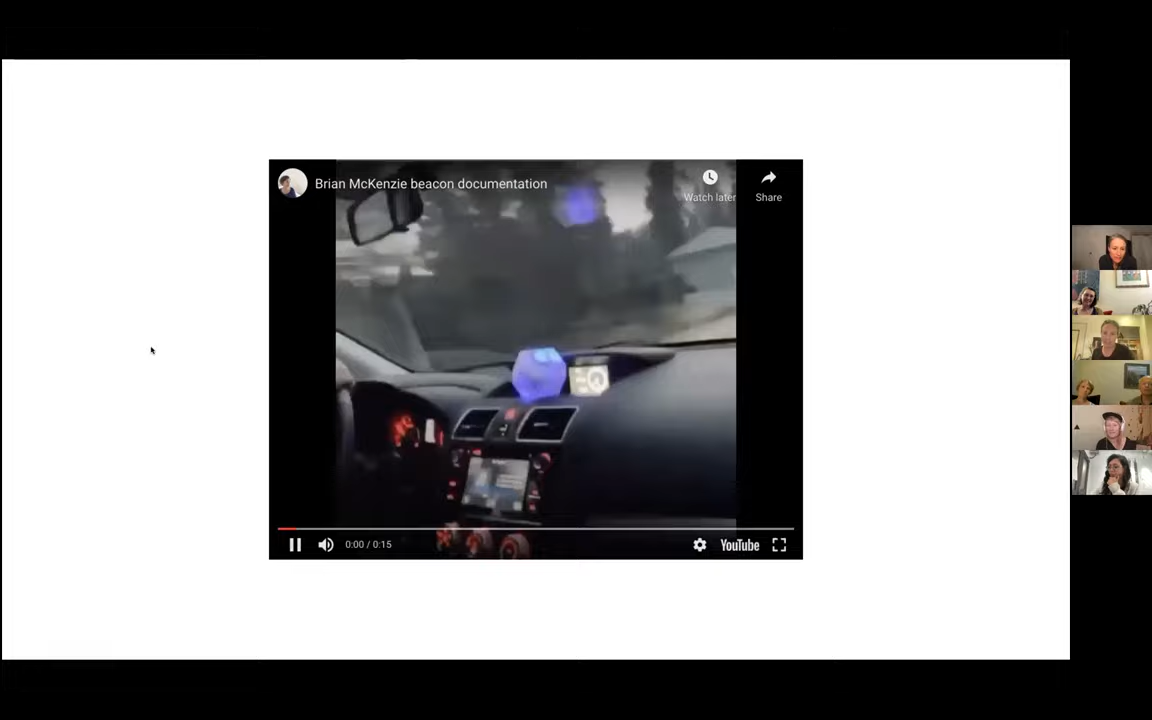 Brian McKenzie beacon documentation
Watch later
Share
0:00 / 0:15
YouTube